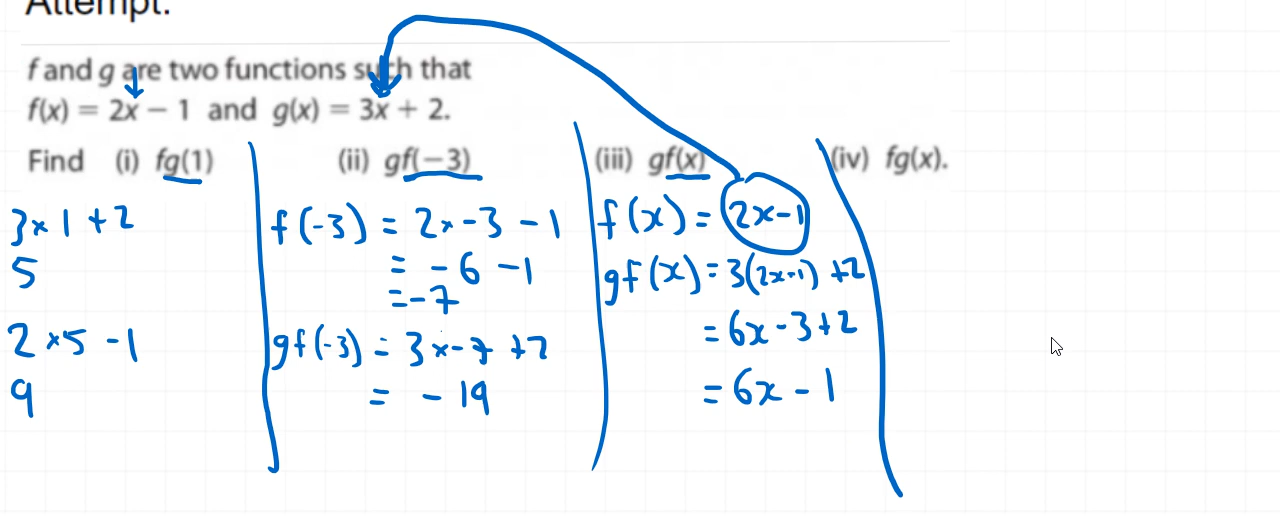 Attempt:
f and g are two functions such that
f(x) = 2x − 1 and g(x) = 3x + 2.
Find (i) fg(1) (ii) gf(−3) (iii) gf(x) (iv) fg(x).
3×1+2
5
2×5-1
9
f(-3) = 2×-3-1
= -6-1
=-7
gf(-3) = 3×-7+2
= -19
f(x) = 2x-1
gf(x) = 3(2x-1)+2
= 6x-3+2
= 6x-1